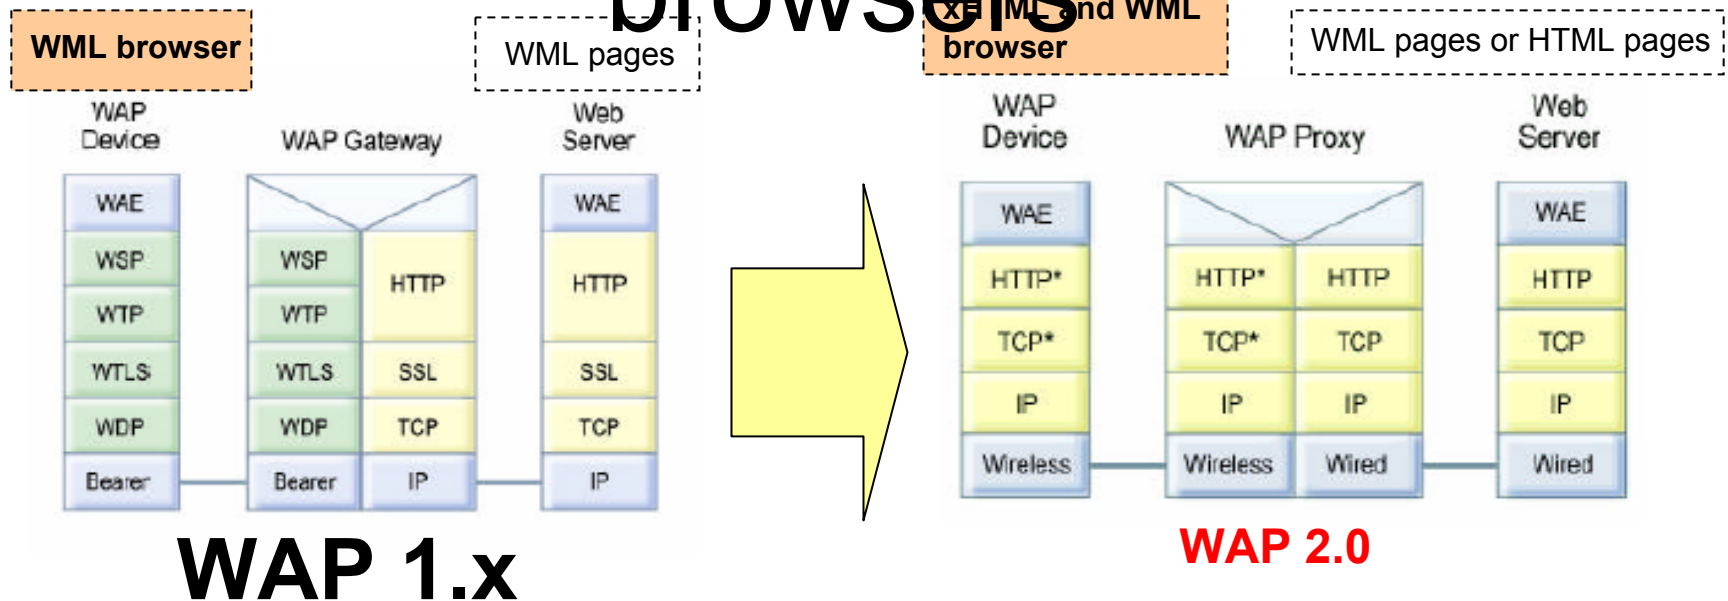 browsers
WML browser
WML pages
xHTML and WML
browser
WML pages or HTML pages
WAP
Device
WAP Gateway
Web
Server
WAE
WAE
WSP
WSP
HTTP
HTTP
WTP
WTP
WTLS
WTLS
SSL
SSL
WDP
WDP
TCP
TCP
Bearer
Bearer
IP
IP
WAP 1.x
WAP
Device
WAP Proxy
Web
Server
WAE
WAE
HTTP*
HTTP*
HTTP
HTTP
TCP*
TCP*
TCP
TCP
IP
IP
IP
IP
Wireless
Wireless
Wired
Wired
WAP 2.0